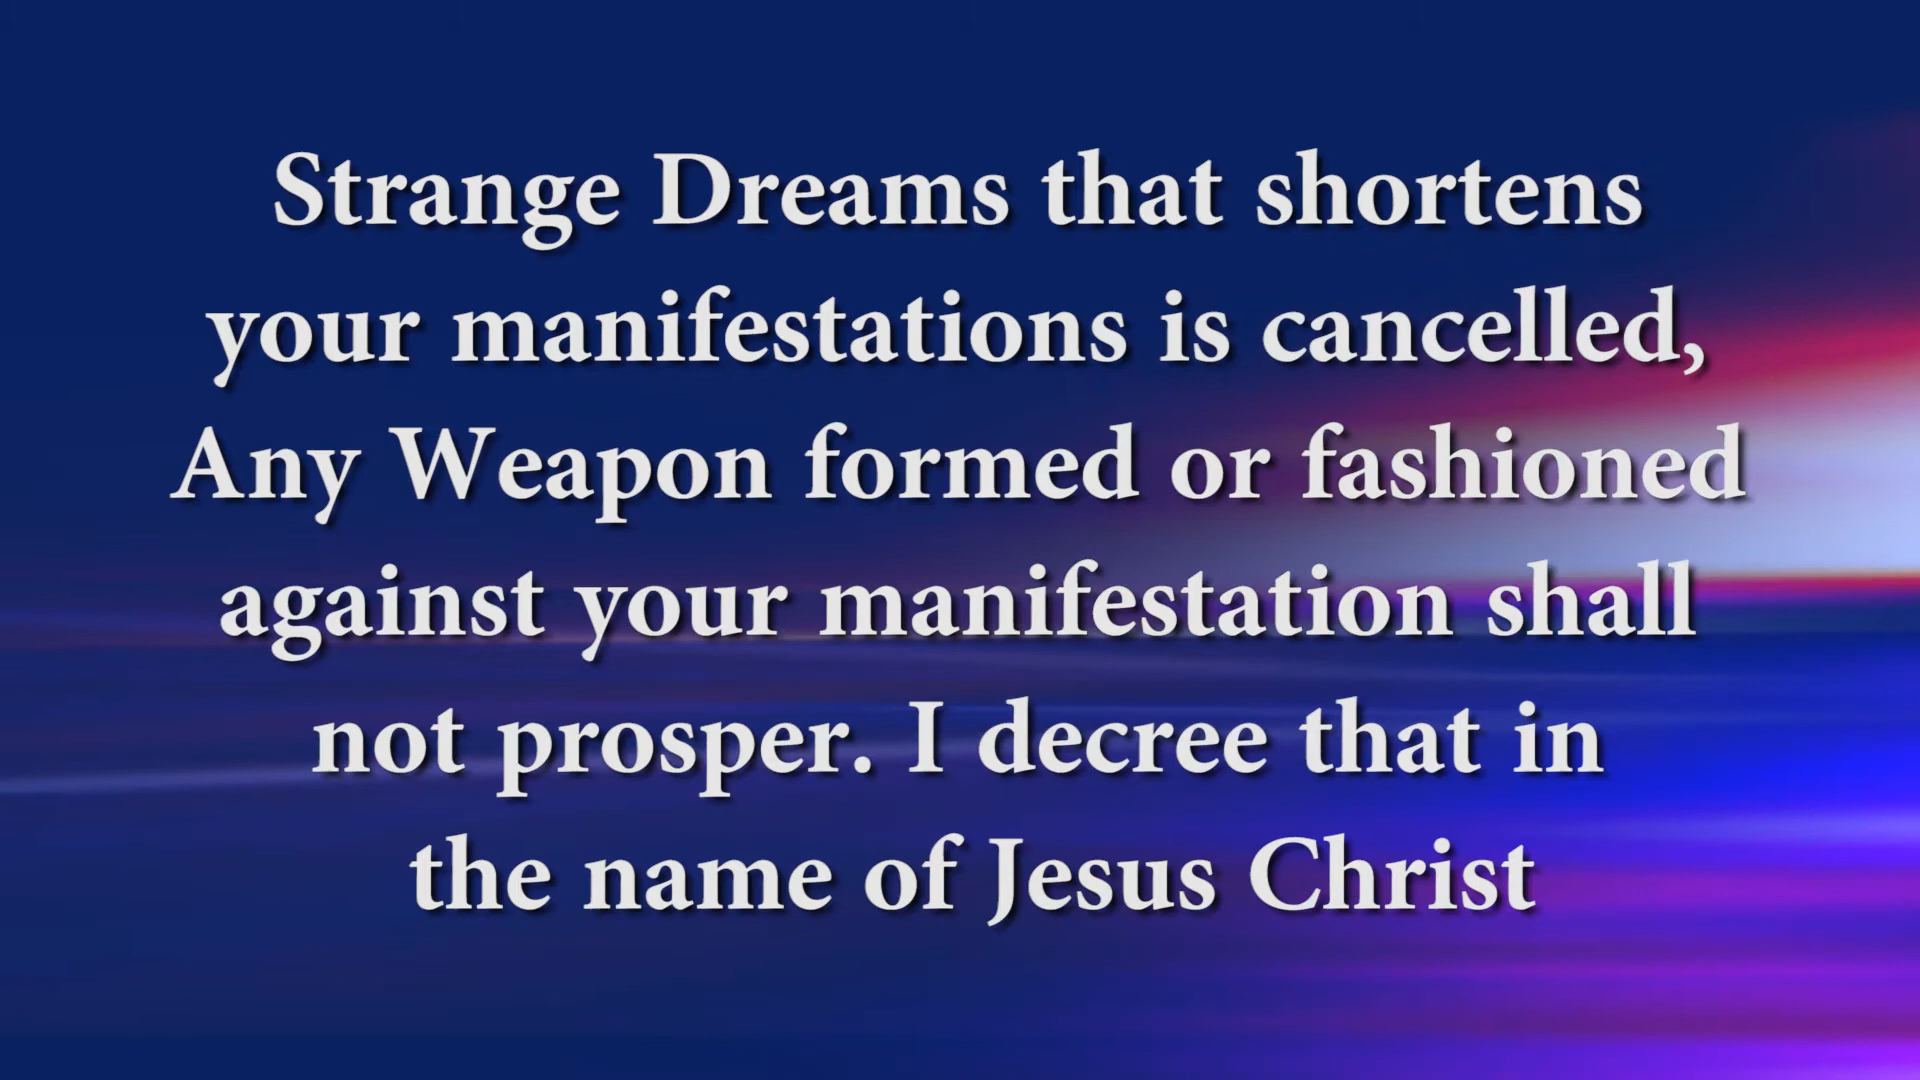 Strange Dreams that shortens
your manifestations is cancelled,
Any Weapon formed or fashioned
against your manifestation shall
not prosper. I decree that in
the name of Jesus Christ